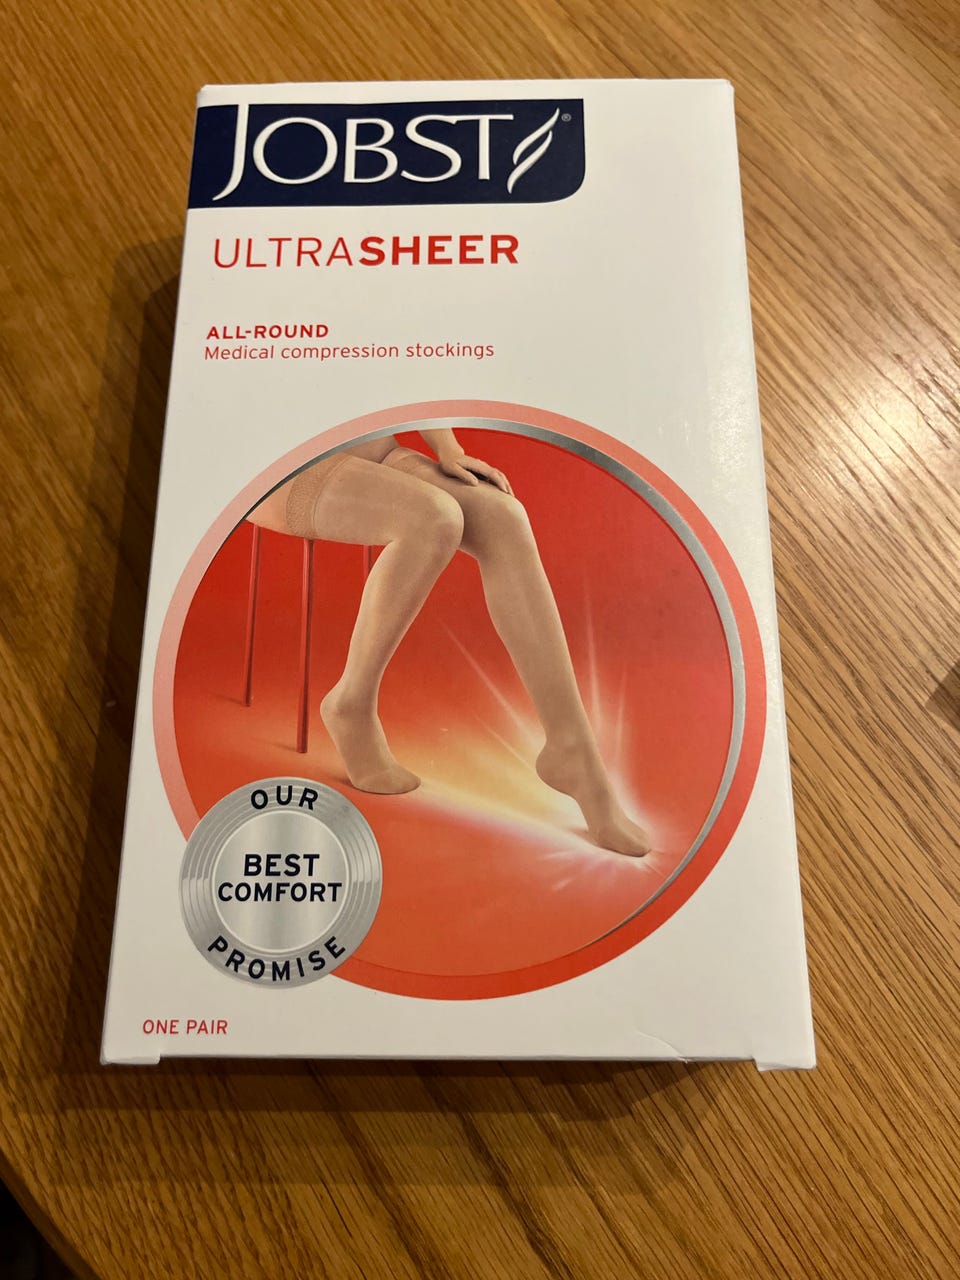 JOBST®
ULTRASHEER
ALL-ROUND
Medical compression stockings
OUR
BEST
COMFORT
PROMISE
ONE PAIR